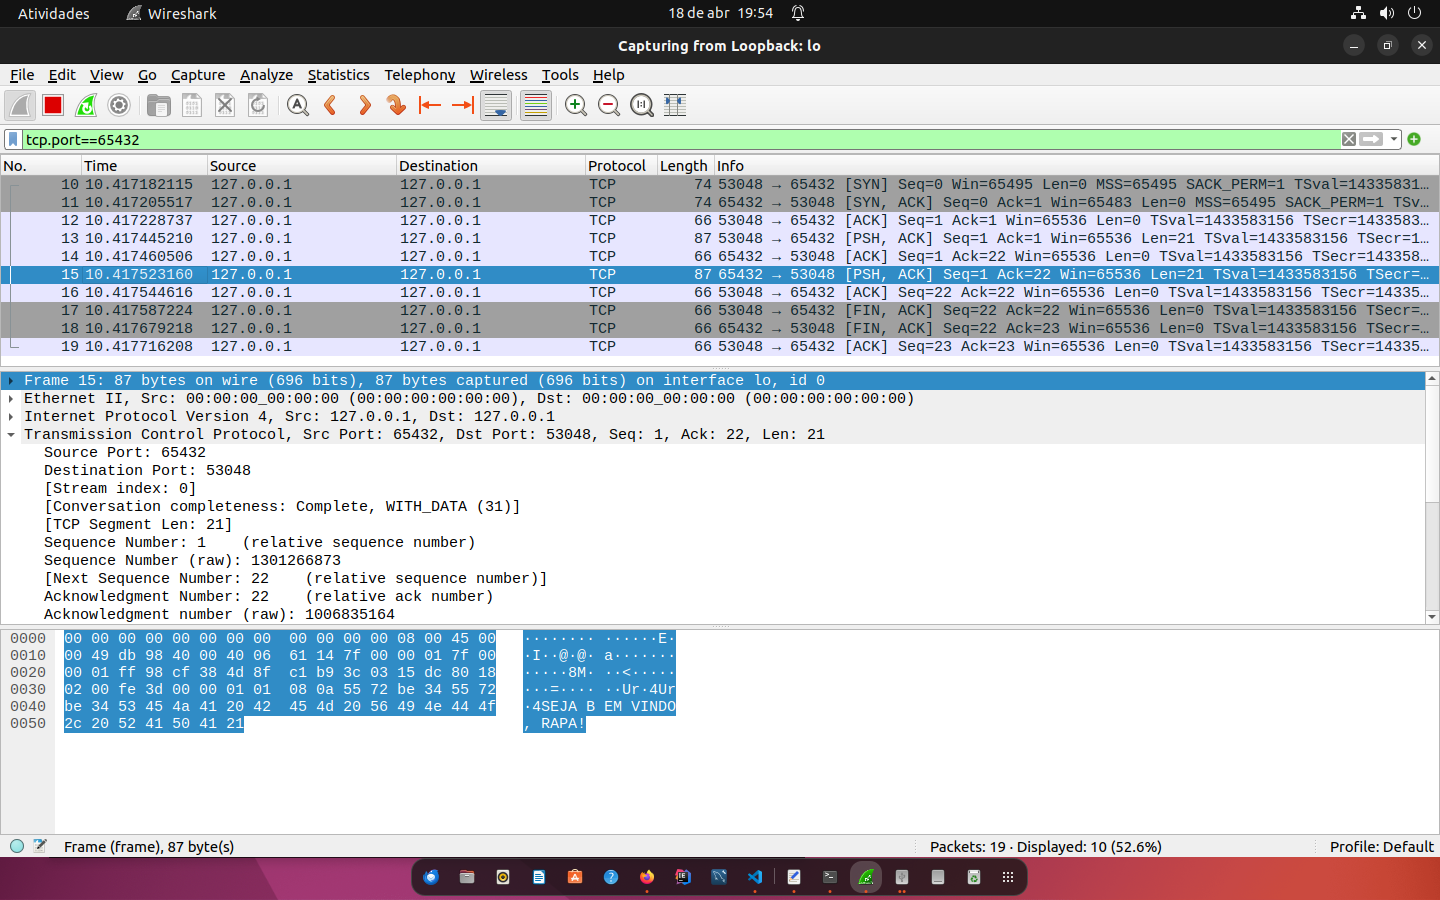 Atividades Wireshark 18 de abr 19:54
Capturing from Loopback: lo
File Edit View Go Capture Analyze Statistics Telephony Wireless Tools Help
tcp.port==65432
No. Time Source Destination Protocol Length Info
10 10.417182115 127.0.0.1 127.0.0.1 TCP 74 53048 → 65432 [SYN] Seq=0 Win=65495 Len=0 MSS=65495 SACK_PERM=1 TSval=14335831…
11 10.417205517 127.0.0.1 127.0.0.1 TCP 74 65432 → 53048 [SYN, ACK] Seq=0 Ack=1 Win=65483 Len=0 MSS=65495 SACK_PERM=1 TSv…
12 10.417228737 127.0.0.1 127.0.0.1 TCP 66 53048 → 65432 [ACK] Seq=1 Ack=1 Win=65536 Len=0 TSval=1433583156 TSecr=1433583…
13 10.417445210 127.0.0.1 127.0.0.1 TCP 87 53048 → 65432 [PSH, ACK] Seq=1 Ack=1 Win=65536 Len=21 TSval=1433583156 TSecr=1…
14 10.417460506 127.0.0.1 127.0.0.1 TCP 66 65432 → 53048 [ACK] Seq=1 Ack=22 Win=65536 Len=0 TSval=1433583156 TSecr=143358…
15 10.417523160 127.0.0.1 127.0.0.1 TCP 87 65432 → 53048 [PSH, ACK] Seq=1 Ack=22 Win=65536 Len=21 TSval=1433583156 TSecr=…
16 10.417544616 127.0.0.1 127.0.0.1 TCP 66 53048 → 65432 [ACK] Seq=22 Ack=22 Win=65536 Len=0 TSval=1433583156 TSecr=14335…
17 10.417587224 127.0.0.1 127.0.0.1 TCP 66 53048 → 65432 [FIN, ACK] Seq=22 Ack=22 Win=65536 Len=0 TSval=1433583156 TSecr=…
18 10.417679218 127.0.0.1 127.0.0.1 TCP 66 65432 → 53048 [FIN, ACK] Seq=22 Ack=23 Win=65536 Len=0 TSval=1433583156 TSecr=…
19 10.417716208 127.0.0.1 127.0.0.1 TCP 66 53048 → 65432 [ACK] Seq=23 Ack=23 Win=65536 Len=0 TSval=1433583156 TSecr=14335…
Frame 15: 87 bytes on wire (696 bits), 87 bytes captured (696 bits) on interface lo, id 0
Ethernet II, Src: 00:00:00_00:00:00 (00:00:00:00:00:00), Dst: 00:00:00_00:00:00 (00:00:00:00:00:00)
Internet Protocol Version 4, Src: 127.0.0.1, Dst: 127.0.0.1
Transmission Control Protocol, Src Port: 65432, Dst Port: 53048, Seq: 1, Ack: 22, Len: 21
Source Port: 65432
Destination Port: 53048
[Stream index: 0]
[Conversation completeness: Complete, WITH_DATA (31)]
[TCP Segment Len: 21]
Sequence Number: 1 (relative sequence number)
Sequence Number (raw): 1301266873
[Next Sequence Number: 22 (relative sequence number)]
Acknowledgment Number: 22 (relative ack number)
Acknowledgment number (raw): 1006835164
0000 00 00 00 00 00 00 00 00 00 00 00 00 08 00 45 00 ········ ······E·
0010 00 49 db 98 40 00 40 06 61 14 7f 00 00 01 7f 00 ·I··@·@· a·······
0020 00 01 ff 98 cf 38 4d 8f c1 b9 3c 03 15 dc 80 18 ·····8M· ··<·····
0030 02 00 fe 3d 00 00 01 01 08 0a 55 72 be 34 55 72 ···=···· ··Ur·4Ur
0040 be 34 53 45 4a 41 20 42 45 4d 20 56 49 4e 44 4f ·4SEJA B EM VINDO
0050 2c 20 52 41 50 41 21 , RAPA!
Frame (frame), 87 byte(s) Packets: 19 · Displayed: 10 (52.6%) Profile: Default